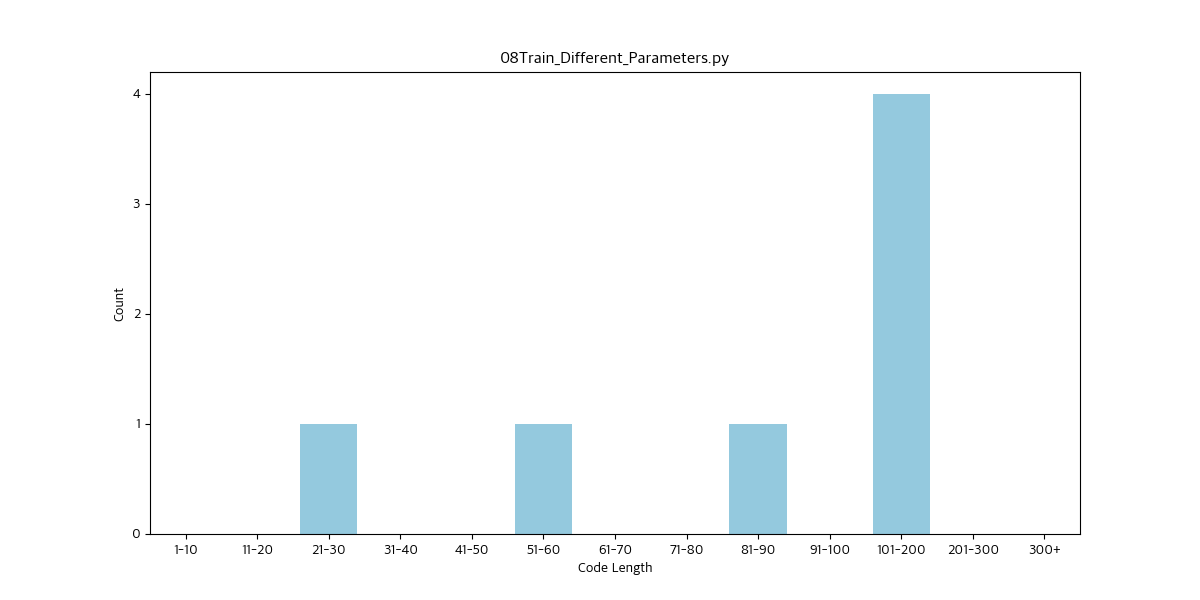 08Train_Different_Parameters.py
4
3
2
1
0
Count
1-10 11-20 21-30 31-40 41-50 51-60 61-70 71-80 81-90 91-100 101-200 201-300 300+
Code Length